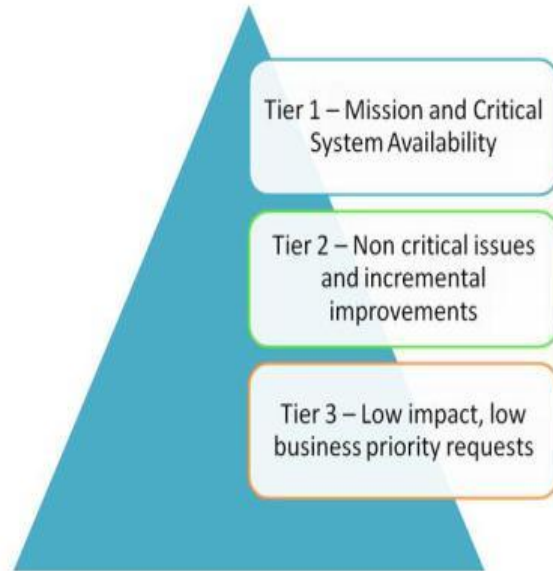 Tier 1 – Mission and Critical
System Availability
Tier 2 – Non critical issues
and incremental
improvements
Tier 3 – Low impact, low
business priority requests